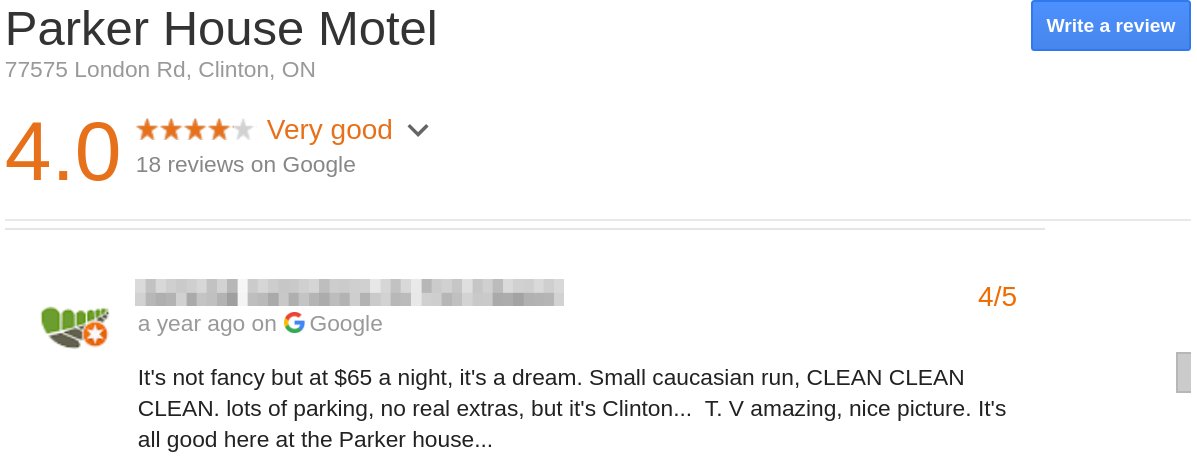 Parker House Motel
Write a review
77575 London Rd, Clinton, ON
4.0
Very good
18 reviews on Google
4/5
a year ago on Google
It's not fancy but at $65 a night, it's a dream. Small caucasian run, CLEAN CLEAN
CLEAN. lots of parking, no real extras, but it's Clinton...  T. V amazing, nice picture. It's
all good here at the Parker house...